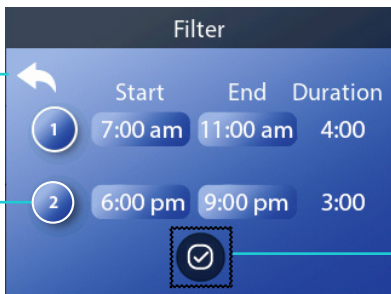 Filter
Start End Duration
1 7:00 am 11:00 am 4:00
2 6:00 pm 9:00 pm 3:00